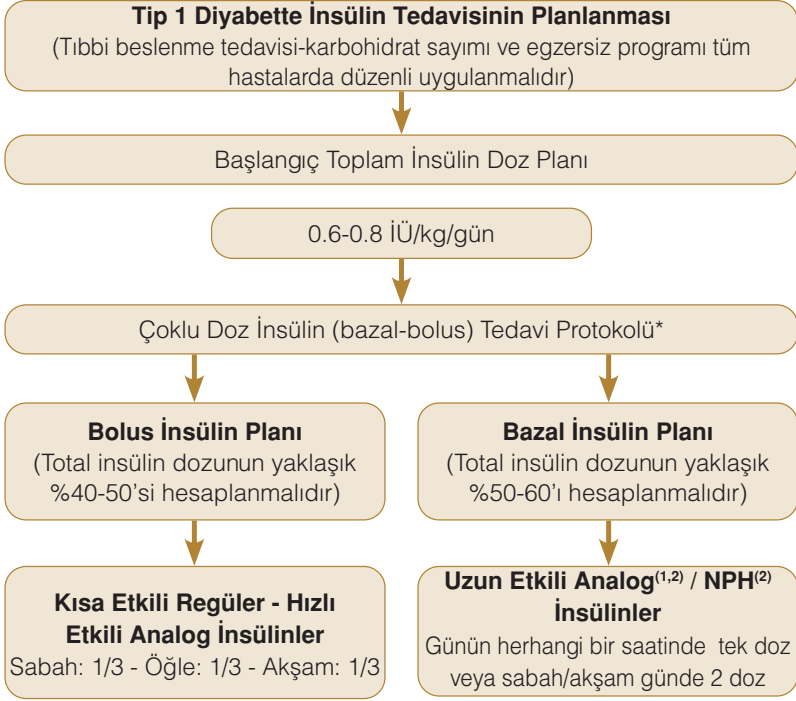 Tip 1 Diyabette İnsülin Tedavisinin Planlanması
(Tıbbi beslenme tedavisi-karbohidrat sayımı ve egzersiz programı tüm
hastalarda düzenli uygulanmalıdır)
Başlangıç Toplam İnsülin Doz Planı
0.6-0.8 İÜ/kg/gün
Çoklu Doz İnsülin (bazal-bolus) Tedavi Protokolü*
Bolus İnsülin Planı
(Total insülin dozunun yaklaşık
%40-50’si hesaplanmalıdır)
Bazal İnsülin Planı
(Total insülin dozunun yaklaşık
%50-60’ı hesaplanmalıdır)
Kısa Etkili Regüler - Hızlı
Etkili Analog İnsülinler
Sabah: 1/3 - Öğle: 1/3 - Akşam: 1/3
Uzun Etkili Analog(1,2) / NPH(2)
İnsülinler
Günün herhangi bir saatinde tek doz
veya sabah/akşam günde 2 doz